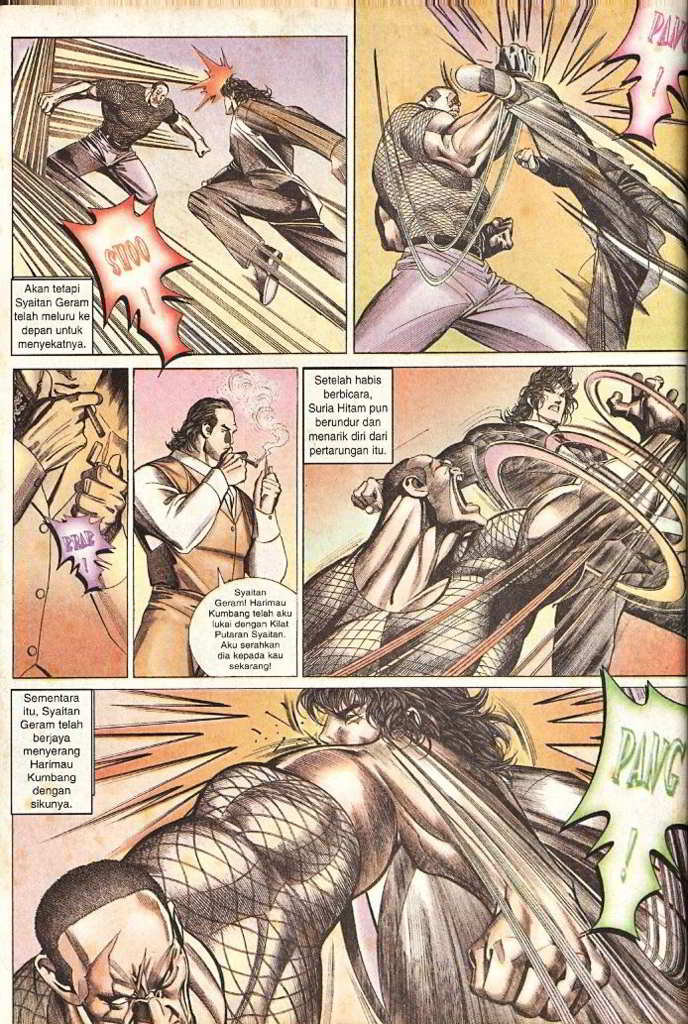 SHOO
!
Akan tetapi
Syaitan Geram
telah meluru ke
depan untuk
menyekatnya.
PANG
!
PRAP
!
Syaitan
Geram! Harimau
Kumbang telah aku
lukai dengan Kilat
Putaran Syaitan.
Aku serahkan
dia kepada kau
sekarang!
Setelah habis
berbicara,
Suria Hitam pun
berundur dan
menarik diri dari
pertarungan itu.
Sementara
itu, Syaitan
Geram telah
berjaya
menyerang
Harimau
Kumbang
dengan
sikunya.
PANG
!